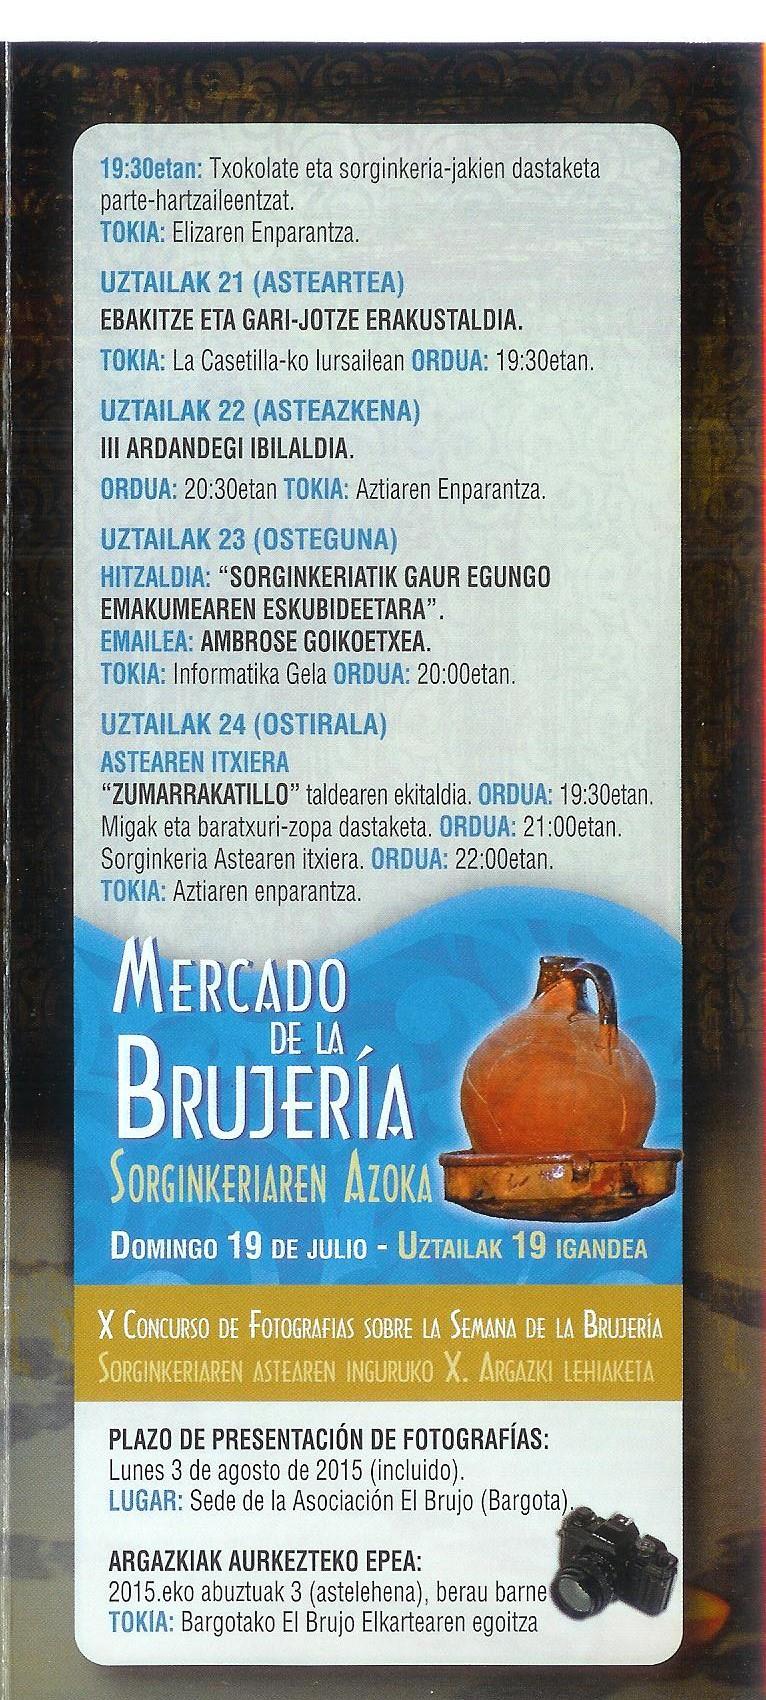 19:30etan: Txokolate eta sorginkeria-jakien dastaketa
parte-hartzaileentzat.
TOKIA: Elizaren Enparantza.
UZTAILAK 21 (ASTEARTEA)
EBAKITZE ETA GARI-JOTZE ERAKUSTALDIA.
TOKIA: La Casetilla-ko lursailean ORDUA: 19:30etan.
UZTAILAK 22 (ASTEAZKENA)
III ARDANDEGI IBILALDIA.
ORDUA: 20:30etan TOKIA: Aztiaren Enparantza.
UZTAILAK 23 (OSTEGUNA)
HITZALDIA: “SORGINKERIATIK GAUR EGUNGO
EMAKUMEAREN ESKUBIDEETARA”.
EMAILEA: AMBROSE GOIKOETXEA.
TOKIA: Informatika Gela ORDUA: 20:00etan.
UZTAILAK 24 (OSTIRALA)
ASTEAREN ITXIERA
“ZUMARRAKATILLO” taldearen ekitaldia. ORDUA: 19:30etan.
Migak eta baratxuri-zopa dastaketa. ORDUA: 21:00etan.
Sorginkeria Astearen itxiera. ORDUA: 22:00etan.
TOKIA: Aztiaren enparantza.
MERCADO
DE LA
BRUJERÍA
SORGINKERIAREN AZOKA
DOMINGO 19 DE JULIO - UZTAILAK 19 IGANDEA
X CONCURSO DE FOTOGRAFIAS SOBRE LA SEMANA DE LA BRUJERÍA
SORGINKERIAREN ASTEAREN INGURUKO X. ARGAZKI LEHIAKETA
PLAZO DE PRESENTACIÓN DE FOTOGRAFÍAS:
Lunes 3 de agosto de 2015 (incluido).
LUGAR: Sede de la Asociación El Brujo (Bargota).
ARGAZKIAK AURKEZTEKO EPEA:
2015.eko abuztuak 3 (astelehena), berau barne
TOKIA: Bargotako El Brujo Elkartearen egoitza